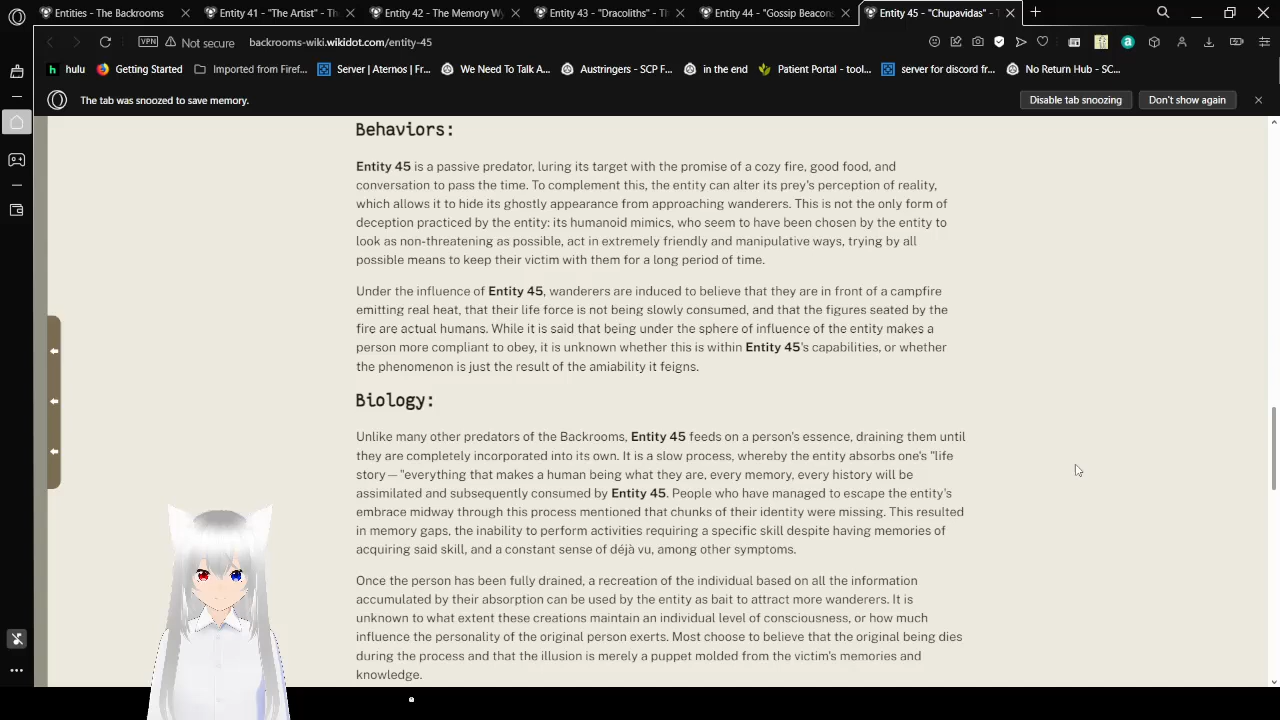 Entities - The Backrooms
Entity 41 - "The Artist" - Th
Entity 42 - The Memory Wy
Entity 43 - "Dracoliths" - Th
Entity 44 - "Gossip Beacons
Entity 45 - "Chupavidas" - T
VPN Not secure backrooms-wiki.wikidot.com/entity-45
hulu Getting Started Imported from Firef... Server | Aternos | Fr... We Need To Talk A... Austringers - SCP F... in the end Patient Portal - tool... server for discord fr... No Return Hub - SC...
The tab was snoozed to save memory. Disable tab snoozing Don't show again
Behaviors:
Entity 45 is a passive predator, luring its target with the promise of a cozy fire, good food, and
conversation to pass the time. To complement this, the entity can alter its prey's perception of reality,
which allows it to hide its ghostly appearance from approaching wanderers. This is not the only form of
deception practiced by the entity: its humanoid mimics, who seem to have been chosen by the entity to
look as non-threatening as possible, act in extremely friendly and manipulative ways, trying by all
possible means to keep their victim with them for a long period of time.
Under the influence of Entity 45, wanderers are induced to believe that they are in front of a campfire
emitting real heat, that their life force is not being slowly consumed, and that the figures seated by the
fire are actual humans. While it is said that being under the sphere of influence of the entity makes a
person more compliant to obey, it is unknown whether this is within Entity 45's capabilities, or whether
the phenomenon is just the result of the amiability it feigns.
Biology:
Unlike many other predators of the Backrooms, Entity 45 feeds on a person's essence, draining them until
they are completely incorporated into its own. It is a slow process, whereby the entity absorbs one's "life
story— "everything that makes a human being what they are, every memory, every history will be
assimilated and subsequently consumed by Entity 45. People who have managed to escape the entity's
embrace midway through this process mentioned that chunks of their identity were missing. This resulted
in memory gaps, the inability to perform activities requiring a specific skill despite having memories of
acquiring said skill, and a constant sense of déjà vu, among other symptoms.
Once the person has been fully drained, a recreation of the individual based on all the information
accumulated by their absorption can be used by the entity as bait to attract more wanderers. It is
unknown to what extent these creations maintain an individual level of consciousness, or how much
influence the personality of the original person exerts. Most choose to believe that the original being dies
during the process and that the illusion is merely a puppet molded from the victim's memories and
knowledge.